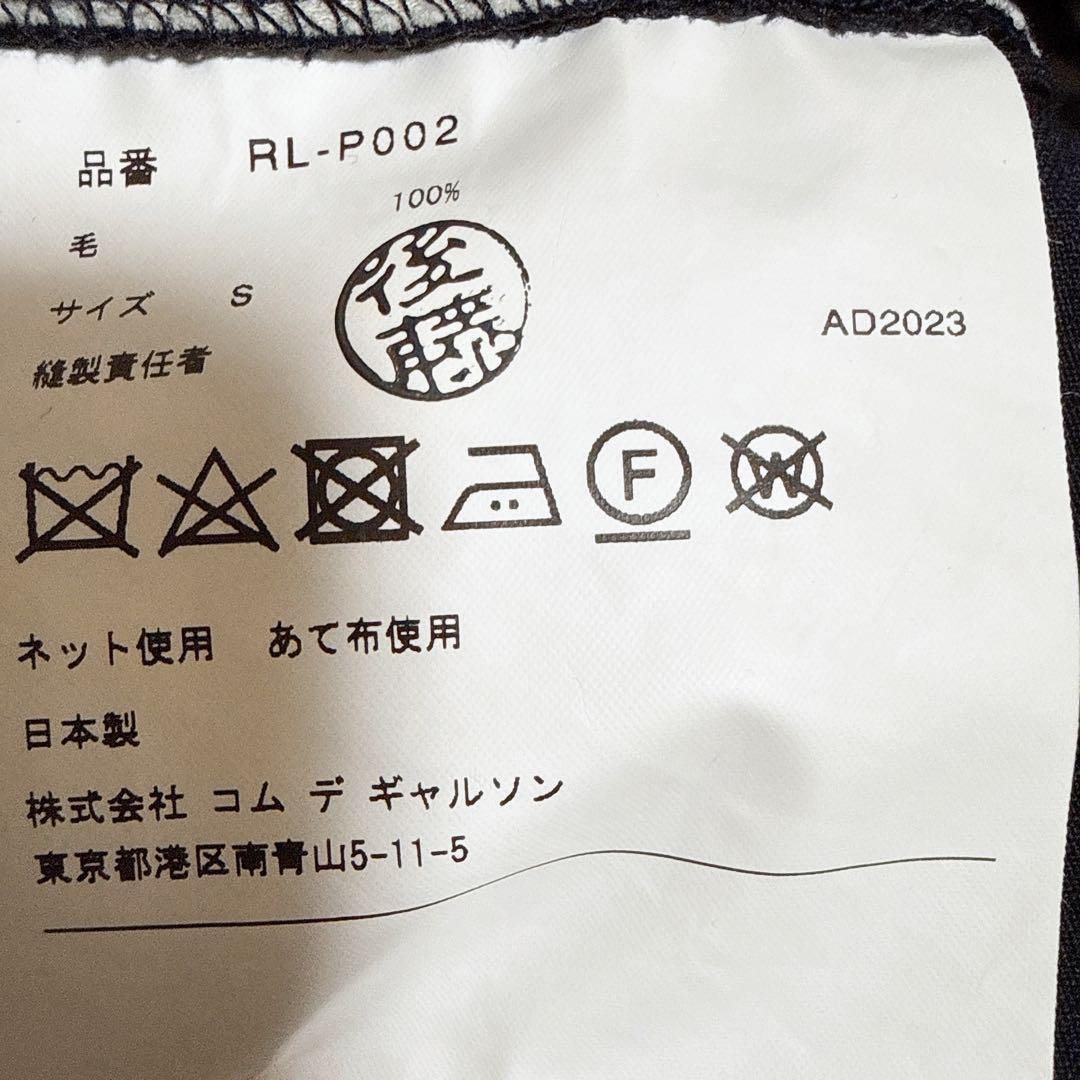 品番 RL-P002
毛 100%
サイズ S
縫製責任者 後藤
AD2023
F W
ネット使用 あて布使用
日本製
株式会社 コム デ ギャルソン
東京都港区南青山5-11-5